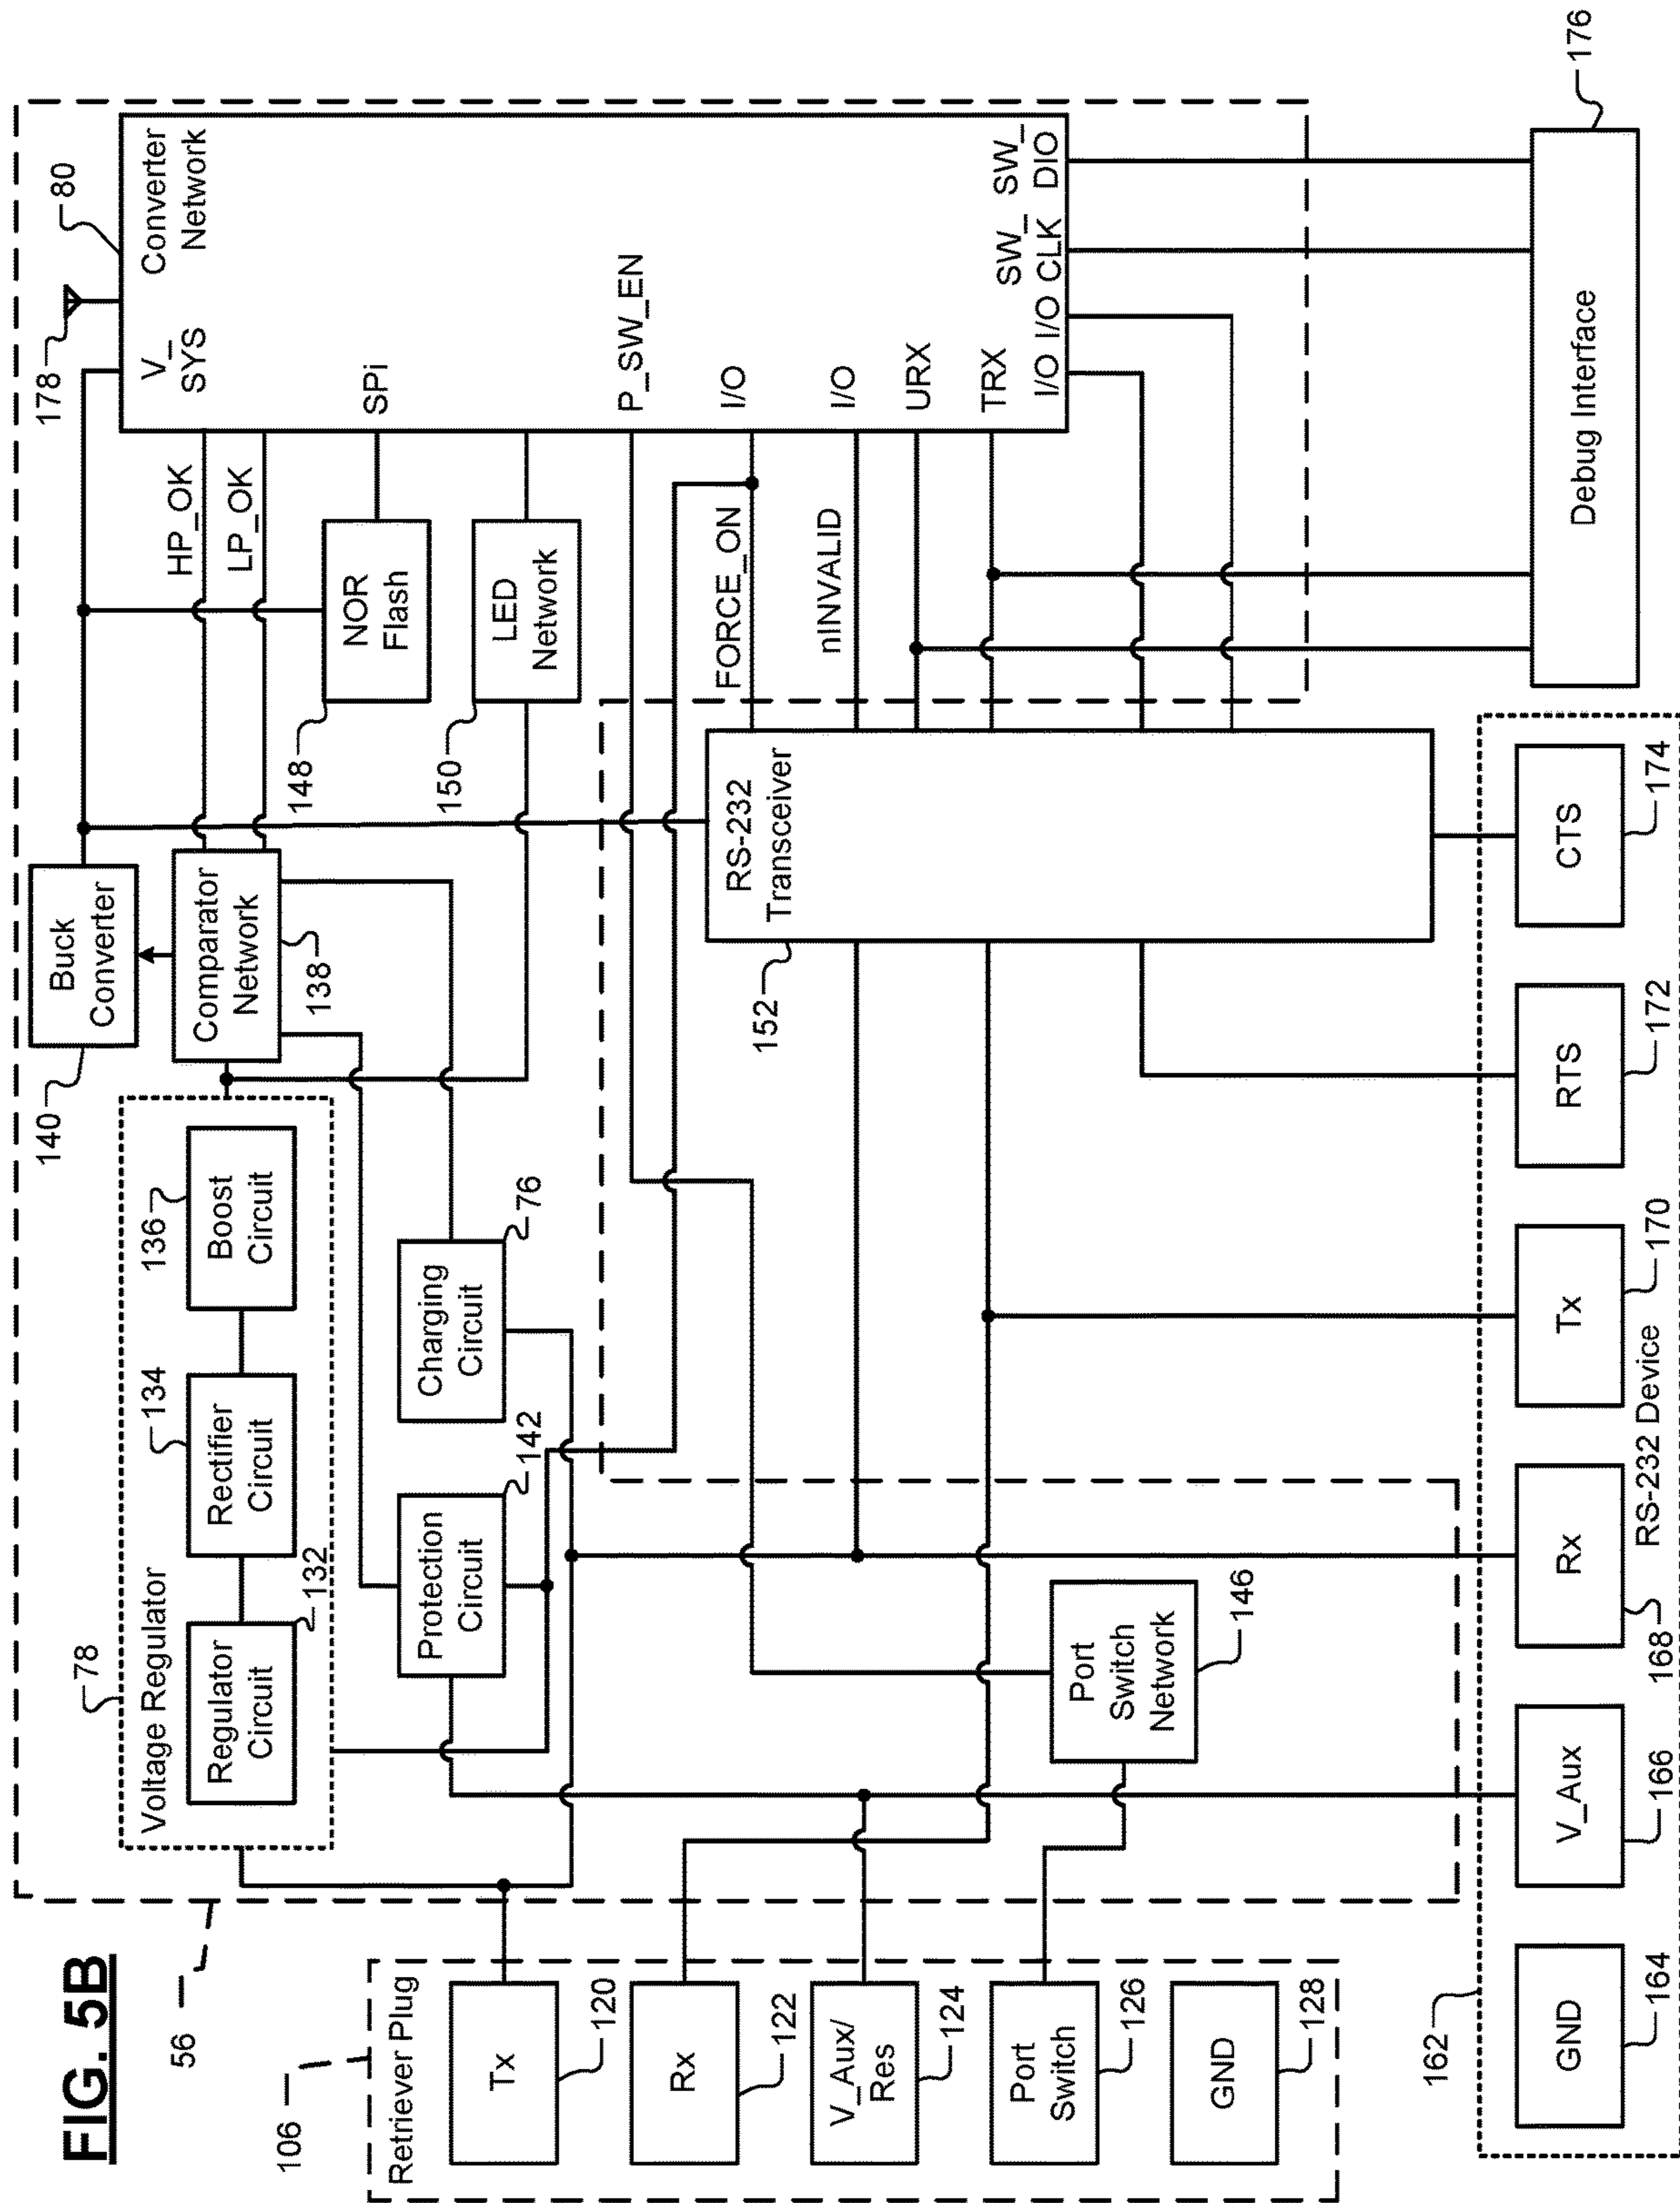 FIG. 5B
56
78
Voltage Regulator
Regulator
Circuit
132
134
Rectifier
Circuit
136
Boost
Circuit
140
Buck
Converter
Comparator
Network
138
HP_OK
LP_OK
178
80
V_
SYS
Converter
Network
SPi
P_SW_EN
I/O
I/O
URX
TRX
I/O
I/O
SW_
CLK
SW_
DIO
NOR
Flash
148
LED
Network
150
FORCE_ON
nINVALID
Protection
Circuit
142
Charging
Circuit
76
RS-232
Transceiver
152
Port
Switch
Network
146
106
Retriever Plug
Tx
120
Rx
122
V_Aux/
Res
124
Port
Switch
126
GND
128
162
GND
164
V_Aux
166
Rx
168
RS-232 Device
Tx
170
RTS
172
CTS
174
Debug Interface
176